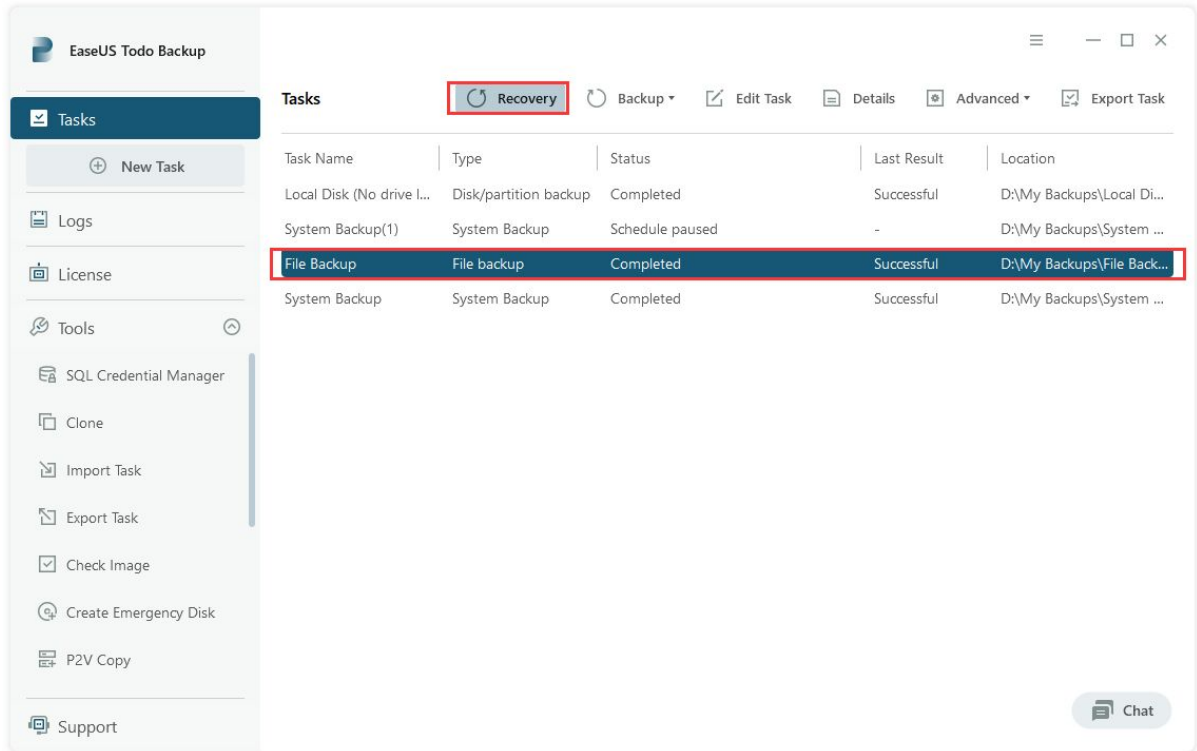 EaseUS Todo Backup
Tasks
New Task
Logs
License
Tools
SQL Credential Manager
Clone
Import Task
Export Task
Check Image
Create Emergency Disk
P2V Copy
Support
Tasks Recovery Backup Edit Task Details Advanced Export Task
Task Name Type Status Last Result Location
Local Disk (No drive l... Disk/partition backup Completed Successful D:\My Backups\Local Di...
System Backup(1) System Backup Schedule paused - D:\My Backups\System ...
File Backup File backup Completed Successful D:\My Backups\File Back...
System Backup System Backup Completed Successful D:\My Backups\System ...
Chat